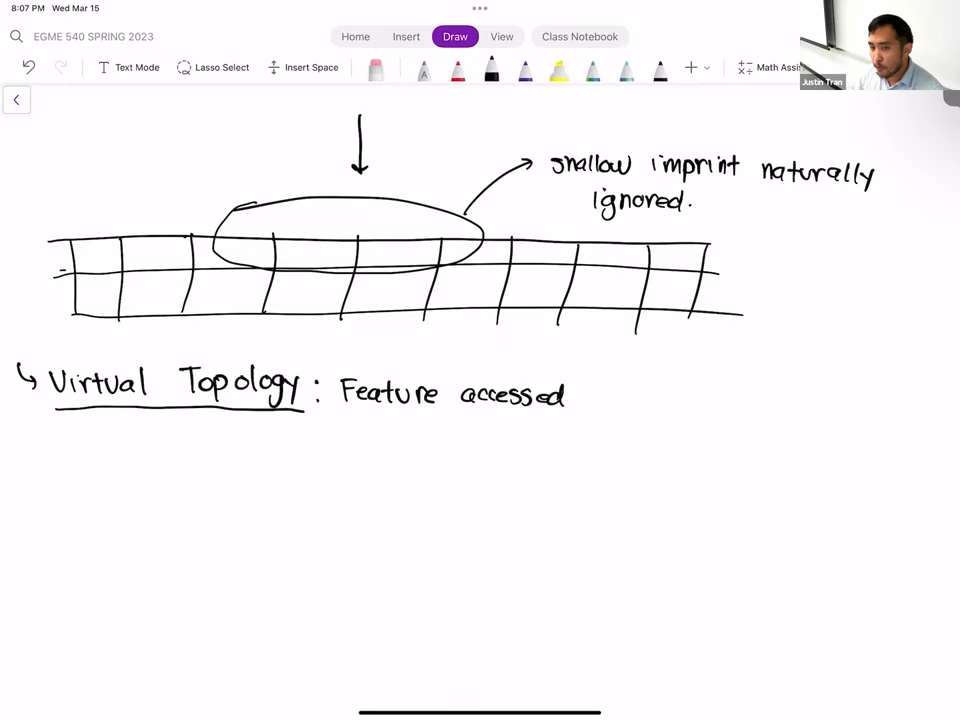 8:07 PM Wed Mar 15
EGME 540 SPRING 2023
Home Insert Draw View Class Notebook
Text Mode Lasso Select Insert Space A Math Assis
Justin Tran
shallow imprint naturally
ignored.
Virtual Topology: Feature accessed